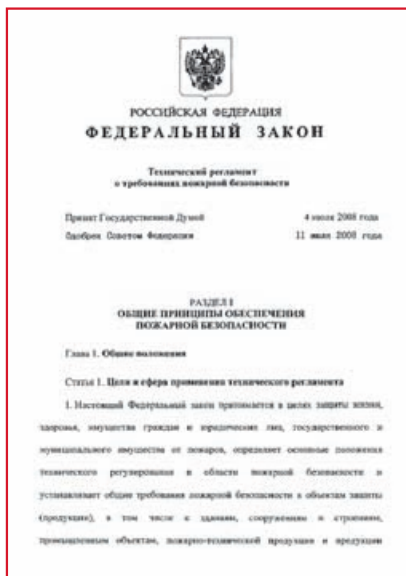 РОССИЙСКАЯ ФЕДЕРАЦИЯ
ФЕДЕРАЛЬНЫЙ ЗАКОН
Технический регламент
о требованиях пожарной безопасности
Принят Государственной Думой 4 июля 2008 года
Одобрен Советом Федерации 11 июля 2008 года
РАЗДЕЛ I
ОБЩИЕ ПРИНЦИПЫ ОБЕСПЕЧЕНИЯ
ПОЖАРНОЙ БЕЗОПАСНОСТИ
Глава 1. Общие положения
Статья 1. Цели и сфера применения технического регламента
1. Настоящий Федеральный закон принимается в целях защиты жизни,
здоровья, имущества граждан и юридических лиц, государственного и
муниципального имущества от пожаров, определяет основные положения
технического регулирования в области пожарной безопасности и
устанавливает общие требования пожарной безопасности к объектам защиты
(продукции), в том числе к зданиям, сооружениям и строениям,
промышленным объектам, пожарно-технической продукции и продукции